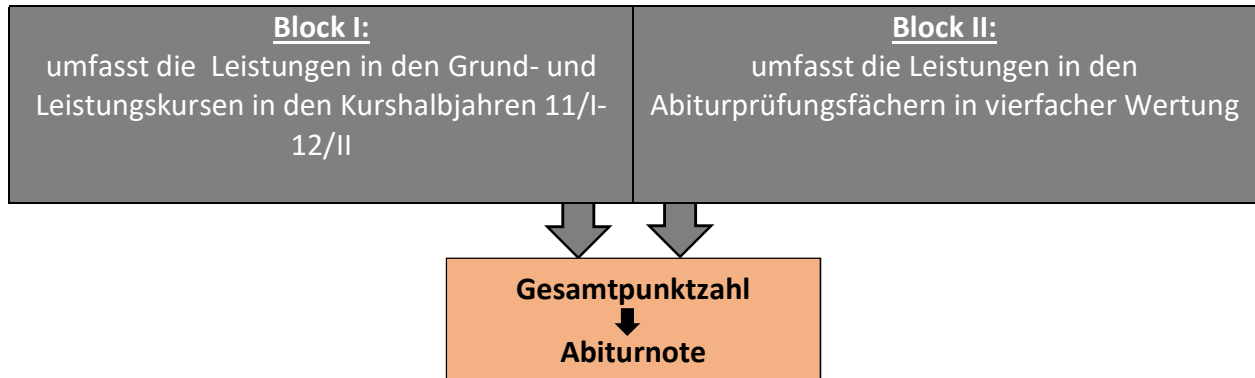 Block I:
umfasst die  Leistungen in den Grund- und
Leistungskursen in den Kurshalbjahren 11/I-
12/II
Block II:
umfasst die Leistungen in den
Abiturprüfungsfächern in vierfacher Wertung
Gesamtpunktzahl
Abiturnote